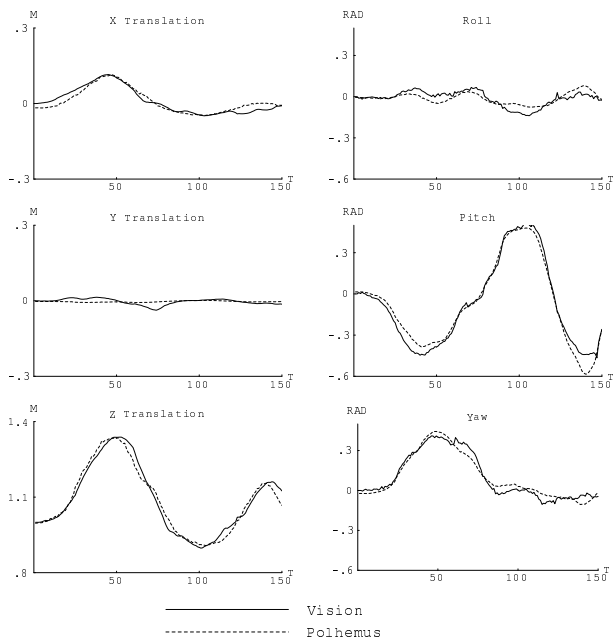 M X Translation
.3
0
-.3
50 100 150
T
RAD Roll
.3
0
-.3
-.6
50 100 150
T
M Y Translation
.3
0
-.3
50 100 150
T
RAD Pitch
.3
0
-.3
-.6
50 100 150
T
M Z Translation
1.4
1.1
.8
50 100 150
T
RAD Yaw
.3
0
-.3
-.6
50 100 150
T
Vision
Polhemus